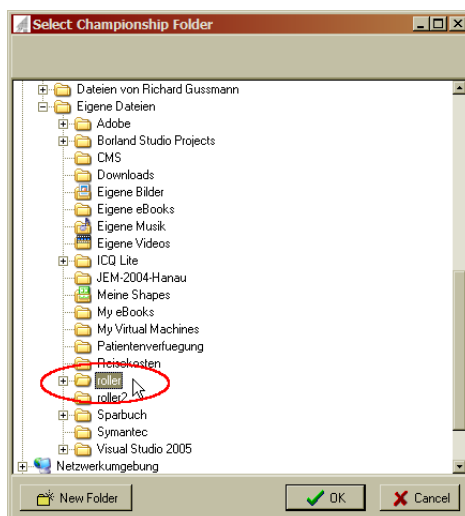 Select Championship Folder
Dateien von Richard Gussmann
Eigene Dateien
Adobe
Borland Studio Projects
CMS
Downloads
Eigene Bilder
Eigene eBooks
Eigene Musik
Eigene Videos
ICQ Lite
JEM-2004-Hanau
Meine Shapes
My eBooks
My Virtual Machines
Patientenverfuegung
Reisekosten
roller
roller2
Sparbuch
Symantec
Visual Studio 2005
Netzwerkumgebung
New Folder OK Cancel